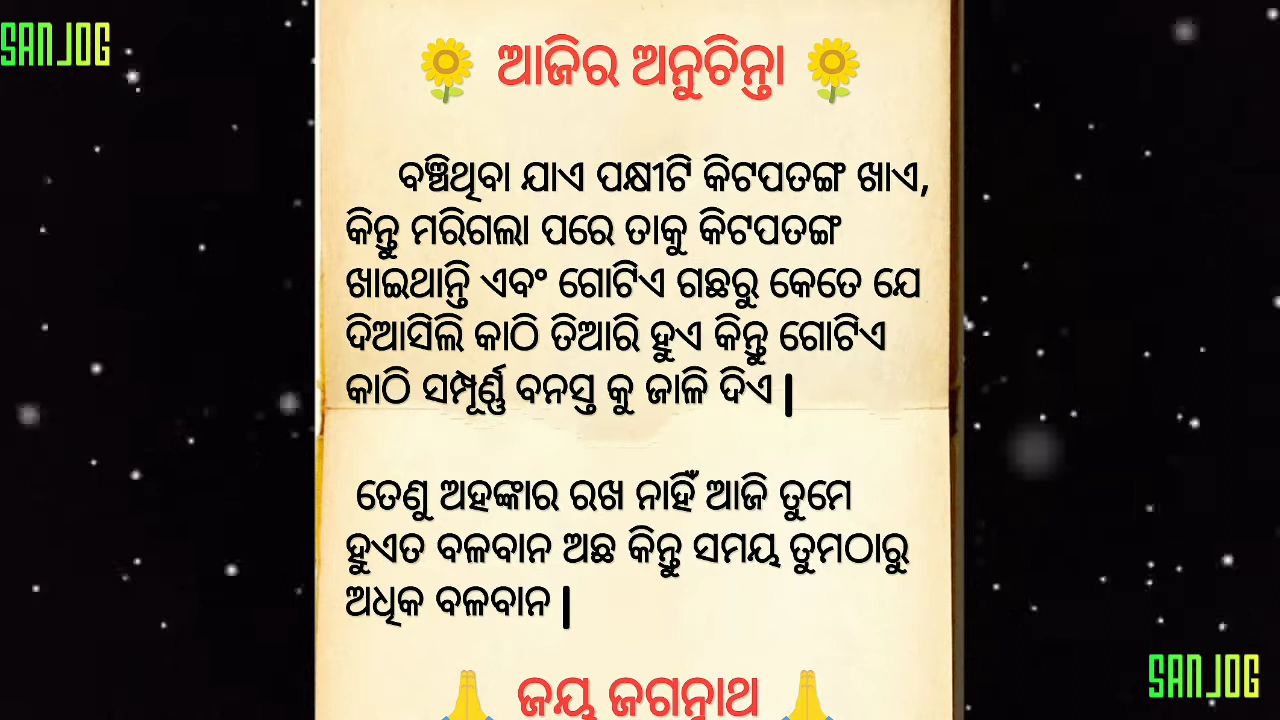 SANJOG
🌻 ଆଜିର ଅନୁଚିନ୍ତା 🌻
ବଞ୍ଚିଥିବା ଯାଏ ପକ୍ଷୀଟି କିଟପତଙ୍ଗ ଖାଏ,
କିନ୍ତୁ ମରିଗଲା ପରେ ତାକୁ କିଟପତଙ୍ଗ
ଖାଇଥାନ୍ତି ଏବଂ ଗୋଟିଏ ଗଛରୁ କେତେ ଯେ
ଦିଆସିଲି କାଠି ତିଆରି ହୁଏ କିନ୍ତୁ ଗୋଟିଏ
କାଠି ସମ୍ପୂର୍ଣ୍ଣ ବନସ୍ତ କୁ ଜାଳି ଦିଏ |
ତେଣୁ ଅହଙ୍କାର ରଖ ନାହିଁ ଆଜି ତୁମେ
ହୁଏତ ବଳବାନ ଅଛ କିନ୍ତୁ ସମୟ ତୁମଠାରୁ
ଅଧିକ ବଳବାନ |
🙏 ଜୟ ଜଗନ୍ନାଥ 🙏
SANJOG